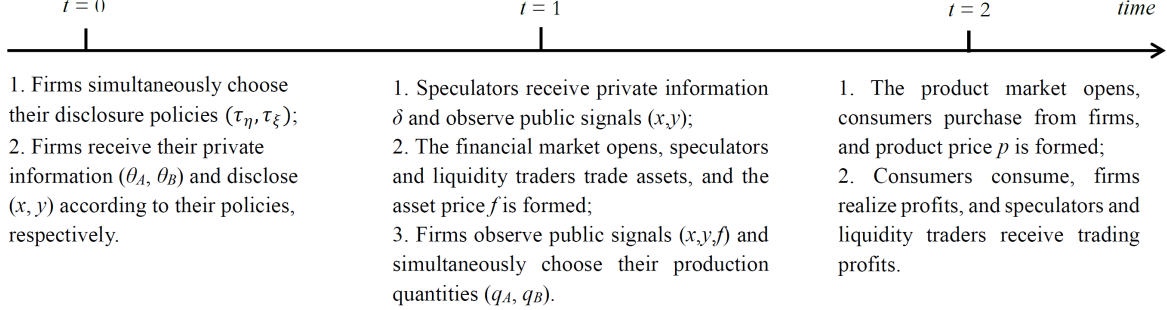 t = 0 t = 1 t = 2 time
1. Firms simultaneously choose
their disclosure policies (τη, τξ);
2. Firms receive their private
information (θA, θB) and disclose
(x, y) according to their policies,
respectively.
1. Speculators receive private information
δ and observe public signals (x,y);
2. The financial market opens, speculators
and liquidity traders trade assets, and the
asset price f is formed;
3. Firms observe public signals (x,y,f) and
simultaneously choose their production
quantities (qA, qB).
1. The product market opens,
consumers purchase from firms,
and product price p is formed;
2. Consumers consume, firms
realize profits, and speculators and
liquidity traders receive trading
profits.